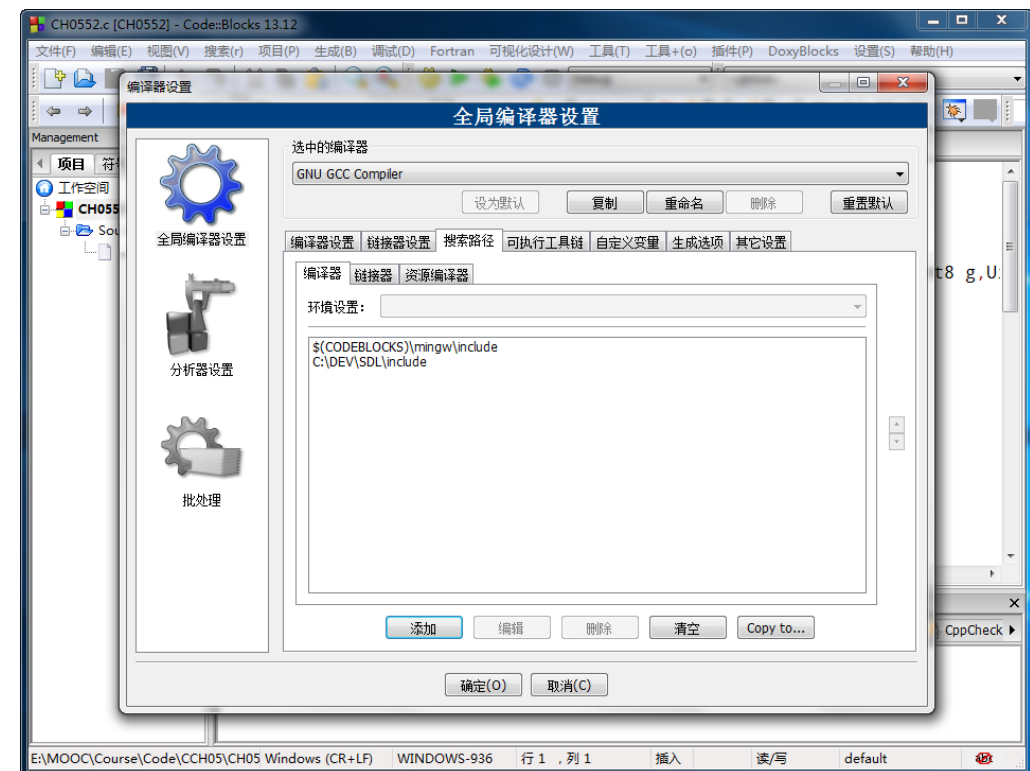 CH0552.c [CH0552] - Code::Blocks 13.12
文件(F) 编辑(E) 视图(V) 搜索(r) 项目(P) 生成(B) 调试(D) Fortran 可视化设计(W) 工具(T) 工具+(o) 插件(P) DoxyBlocks 设置(S) 帮助(H)
编译器设置
全局编译器设置
Management
项目 符
工作空间
CH055
Sou
全局编译器设置
分析器设置
批处理
选中的编译器
GNU GCC Compiler
设为默认 复制 重命名 删除 重置默认
编译器设置 链接器设置 搜索路径 可执行工具链 自定义变量 生成选项 其它设置
编译器 链接器 资源编译器
环境设置:
$(CODEBLOCKS)\mingw\include
C:\DEV\SDL\include
t8 g,U
添加 编辑 删除 清空 Copy to...
CppCheck
确定(O) 取消(C)
E:\MOOC\Course\Code\CCH05\CH05 Windows (CR+LF) WINDOWS-936 行 1 , 列 1 插入 读/写 default